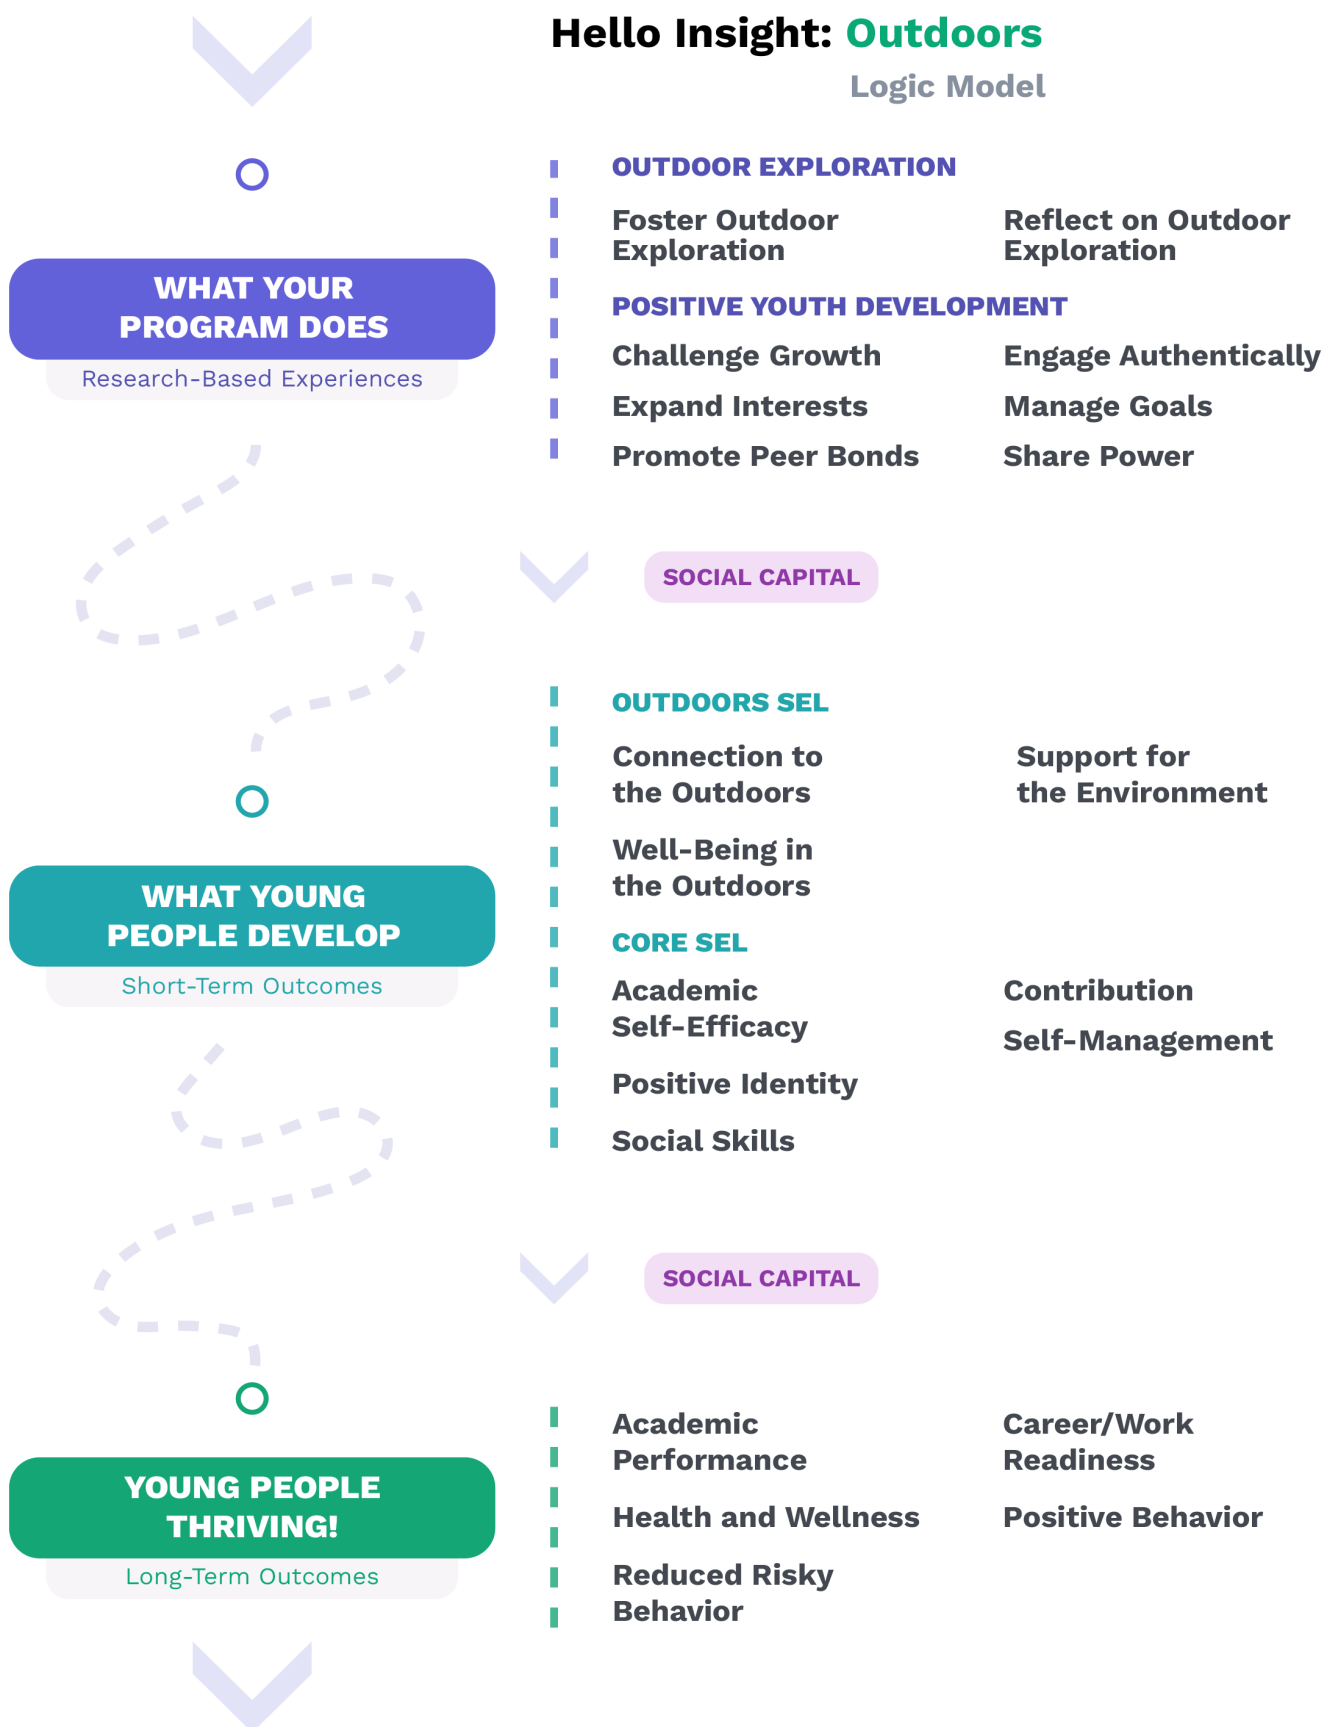 Hello Insight: Outdoors
Logic Model
WHAT YOUR
PROGRAM DOES
Research-Based Experiences
OUTDOOR EXPLORATION
Foster Outdoor
Exploration
Reflect on Outdoor
Exploration
POSITIVE YOUTH DEVELOPMENT
Challenge Growth
Engage Authentically
Expand Interests
Manage Goals
Promote Peer Bonds
Share Power
SOCIAL CAPITAL
WHAT YOUNG
PEOPLE DEVELOP
Short-Term Outcomes
OUTDOORS SEL
Connection to
the Outdoors
Support for
the Environment
Well-Being in
the Outdoors
CORE SEL
Academic
Self-Efficacy
Contribution
Self-Management
Positive Identity
Social Skills
SOCIAL CAPITAL
YOUNG PEOPLE
THRIVING!
Long-Term Outcomes
Academic
Performance
Career/Work
Readiness
Health and Wellness
Positive Behavior
Reduced Risky
Behavior